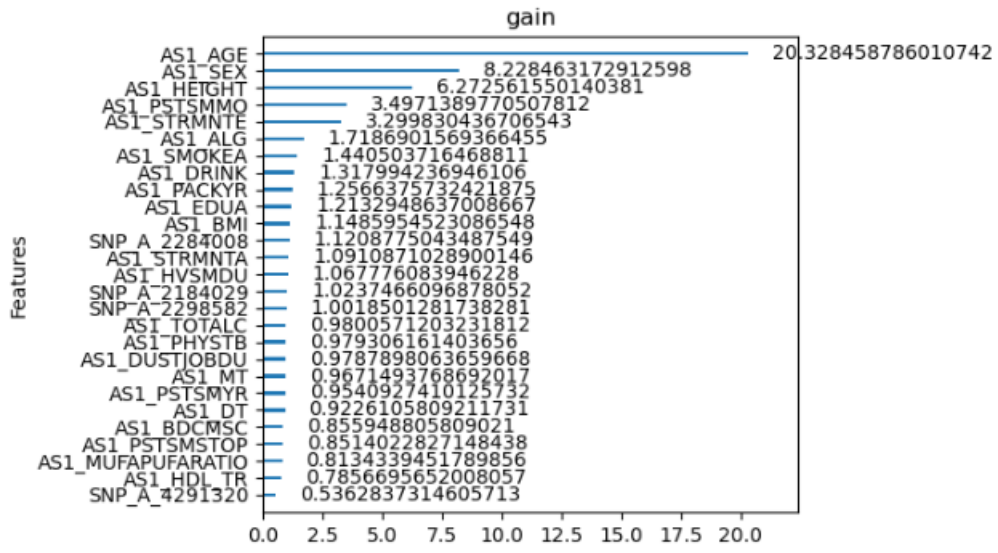 gain
AS1_AGE 20.328458786010742
AS1_SEX 8.228463172912598
AS1_HEIGHT 6.272561550140381
AS1_PSTSMMO 3.4971389770507812
AS1_STRMNTE 3.299830436706543
AS1_ALG 1.7186901569366455
AS1_SMOKEA 1.440503716468811
AS1_DRINK 1.317994236946106
AS1_PACKYR 1.2566375732421875
AS1_EDUA 1.2132948637008667
AS1_BMI 1.14859545230865​48
SNP_A_2284008 1.1208775043487549
AS1_STRMNTA 1.0910871028900146
AS1_HVSMDU 1.0677776083946228
SNP_A_2184029 1.0237466096878052
SNP_A_2298582 1.0018501281738281
AS1_TOTALC 0.9800571203231812
AS1_PHYSTB 0.979306161403656
AS1_DUSTJOBDU 0.9787898063659668
AS1_MT 0.9671493768692017
AS1_PSTSMYR 0.9540927410125732
AS1_DT 0.9226105809211731
AS1_BDCMSC 0.855948805809021
AS1_PSTSMSTOP 0.8514022827148438
AS1_MUFAPUFARATIO 0.8134339451789856
AS1_HDL_TR 0.7856695652008057
SNP_A_4291320 0.5362837314605713
Features
0.0 2.5 5.0 7.5 10.0 12.5 15.0 17.5 20.0